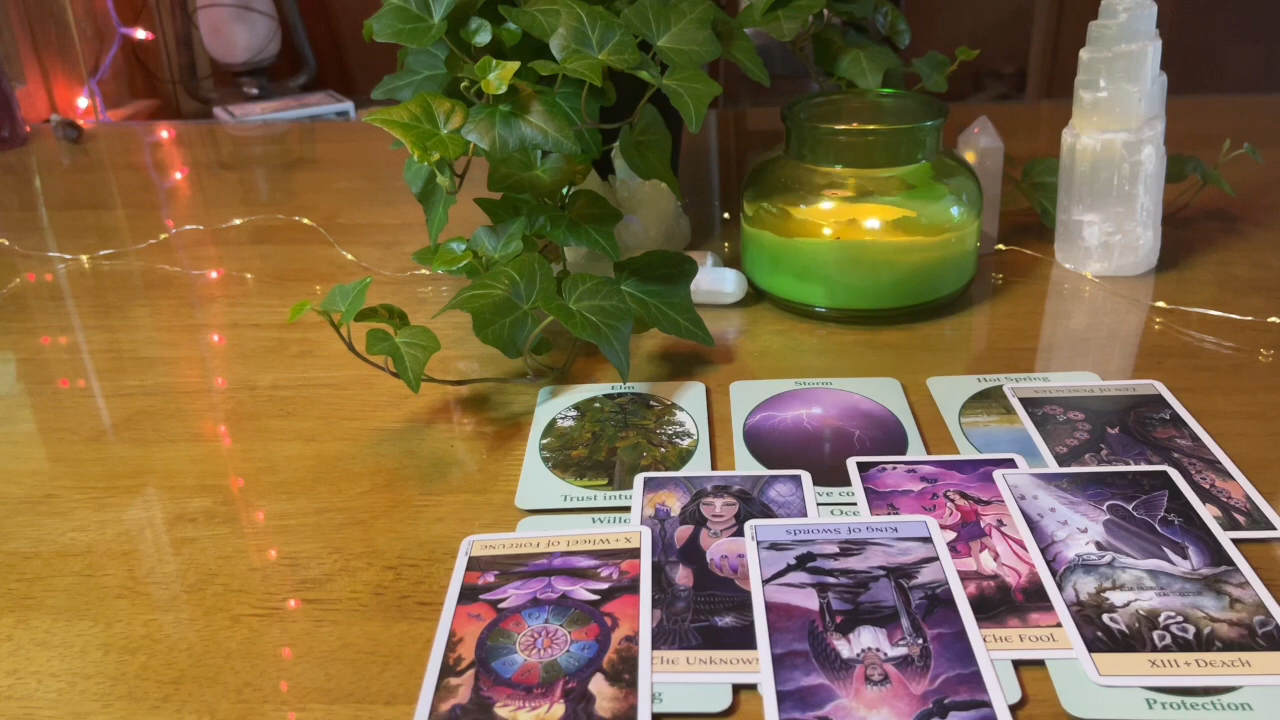 Elm
Storm
Hot Spring
Ten of Pentacles
Trust intu
ve co
Willo
Oce
X + Wheel of Fortune
King of Swords
The Unknown
The Fool
XIII + Death
g
Protection